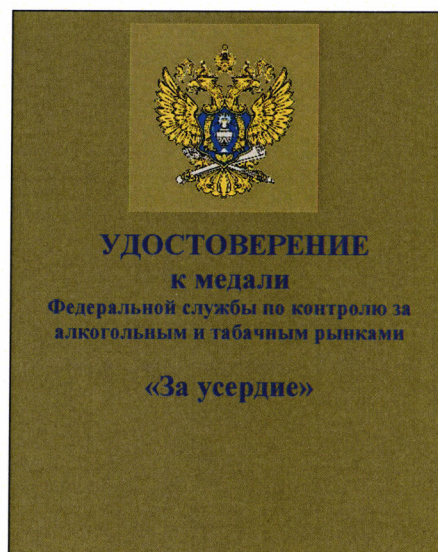 УДОСТОВЕРЕНИЕ
к медали
Федеральной службы по контролю за
алкогольным и табачным рынками
«За усердие»